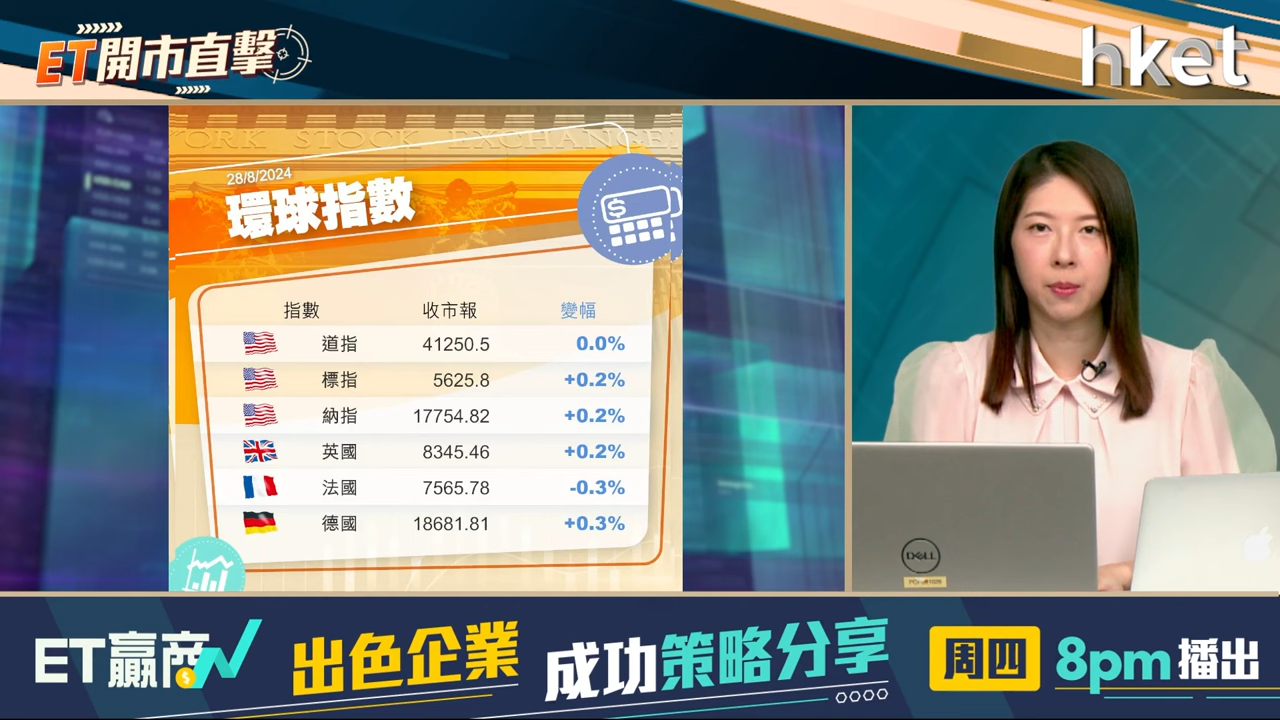 ET開市直擊
hket
YORK STOCK EXCHANGE
28/8/2024
環球指數
指數 收市報 變幅
道指 41250.5 0.0%
標指 5625.8 +0.2%
納指 17754.82 +0.2%
英國 8345.46 +0.2%
法國 7565.78 -0.3%
德國 18681.81 +0.3%
DELL
ET贏商
出色企業 成功策略分享
周四 8pm播出